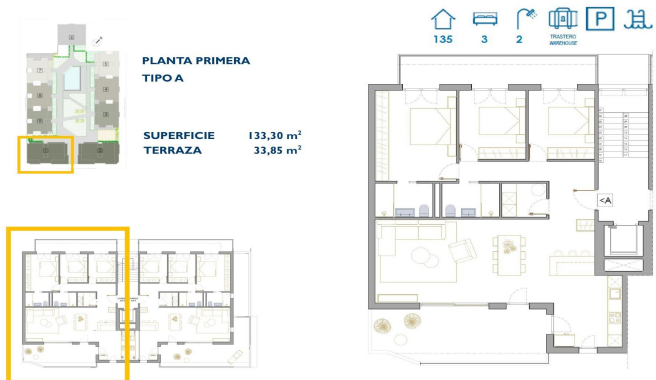 135
3
2
TRASTERO
WAREHOUSE
P
PLANTA PRIMERA
TIPO A
SUPERFICIE 133,30 m²
TERRAZA 33,85 m²
<A